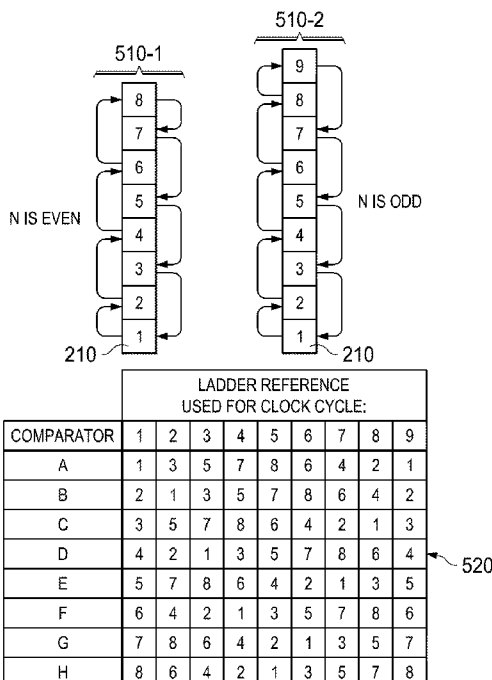 510-1
510-2
8
7
6
5
4
3
2
1
9
8
7
6
5
4
3
2
1
N IS EVEN
N IS ODD
210
210
LADDER REFERENCE
USED FOR CLOCK CYCLE:
COMPARATOR 1 2 3 4 5 6 7 8 9
A 1 3 5 7 8 6 4 2 1
B 2 1 3 5 7 8 6 4 2
C 3 5 7 8 6 4 2 1 3
D 4 2 1 3 5 7 8 6 4
E 5 7 8 6 4 2 1 3 5
F 6 4 2 1 3 5 7 8 6
G 7 8 6 4 2 1 3 5 7
H 8 6 4 2 1 3 5 7 8
520